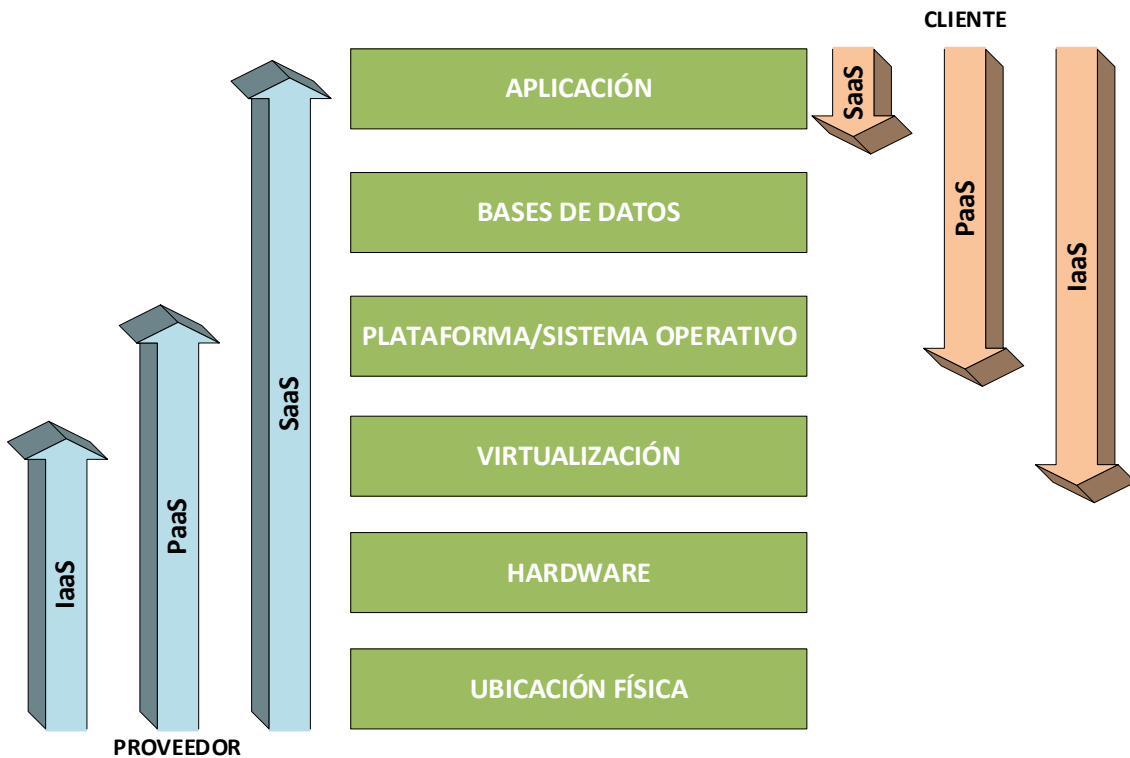 CLIENTE
APLICACIÓN
SaaS
PaaS
IaaS
BASES DE DATOS
PLATAFORMA/SISTEMA OPERATIVO
VIRTUALIZACIÓN
HARDWARE
UBICACIÓN FÍSICA
IaaS
PaaS
SaaS
PROVEEDOR